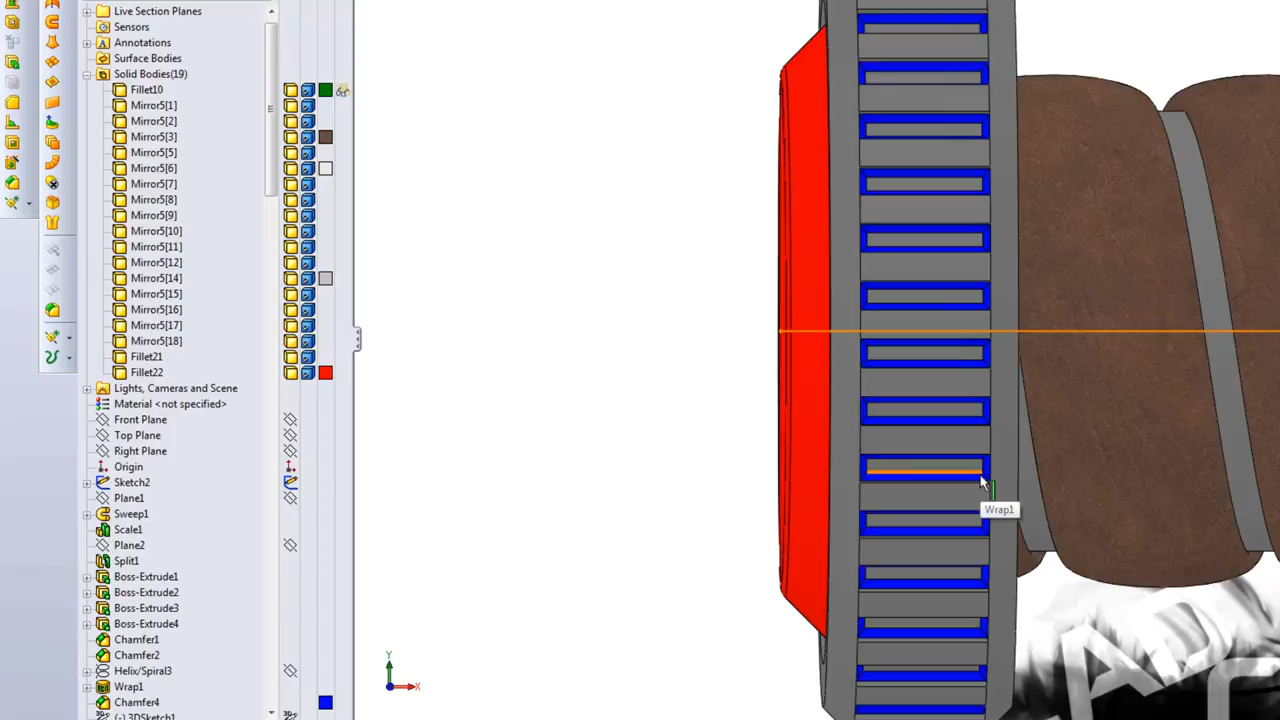 Live Section Planes
Sensors
Annotations
Surface Bodies
Solid Bodies(19)
Fillet10
Mirror5[1]
Mirror5[2]
Mirror5[3]
Mirror5[5]
Mirror5[6]
Mirror5[7]
Mirror5[8]
Mirror5[9]
Mirror5[10]
Mirror5[11]
Mirror5[12]
Mirror5[14]
Mirror5[15]
Mirror5[16]
Mirror5[17]
Mirror5[18]
Fillet21
Fillet22
Lights, Cameras and Scene
Material <not specified>
Front Plane
Top Plane
Right Plane
Origin
Sketch2
Plane1
Sweep1
Scale1
Plane2
Split1
Boss-Extrude1
Boss-Extrude2
Boss-Extrude3
Boss-Extrude4
Chamfer1
Chamfer2
Helix/Spiral3
Wrap1
Chamfer4
(-) 3DSketch1
Wrap1
Y
X